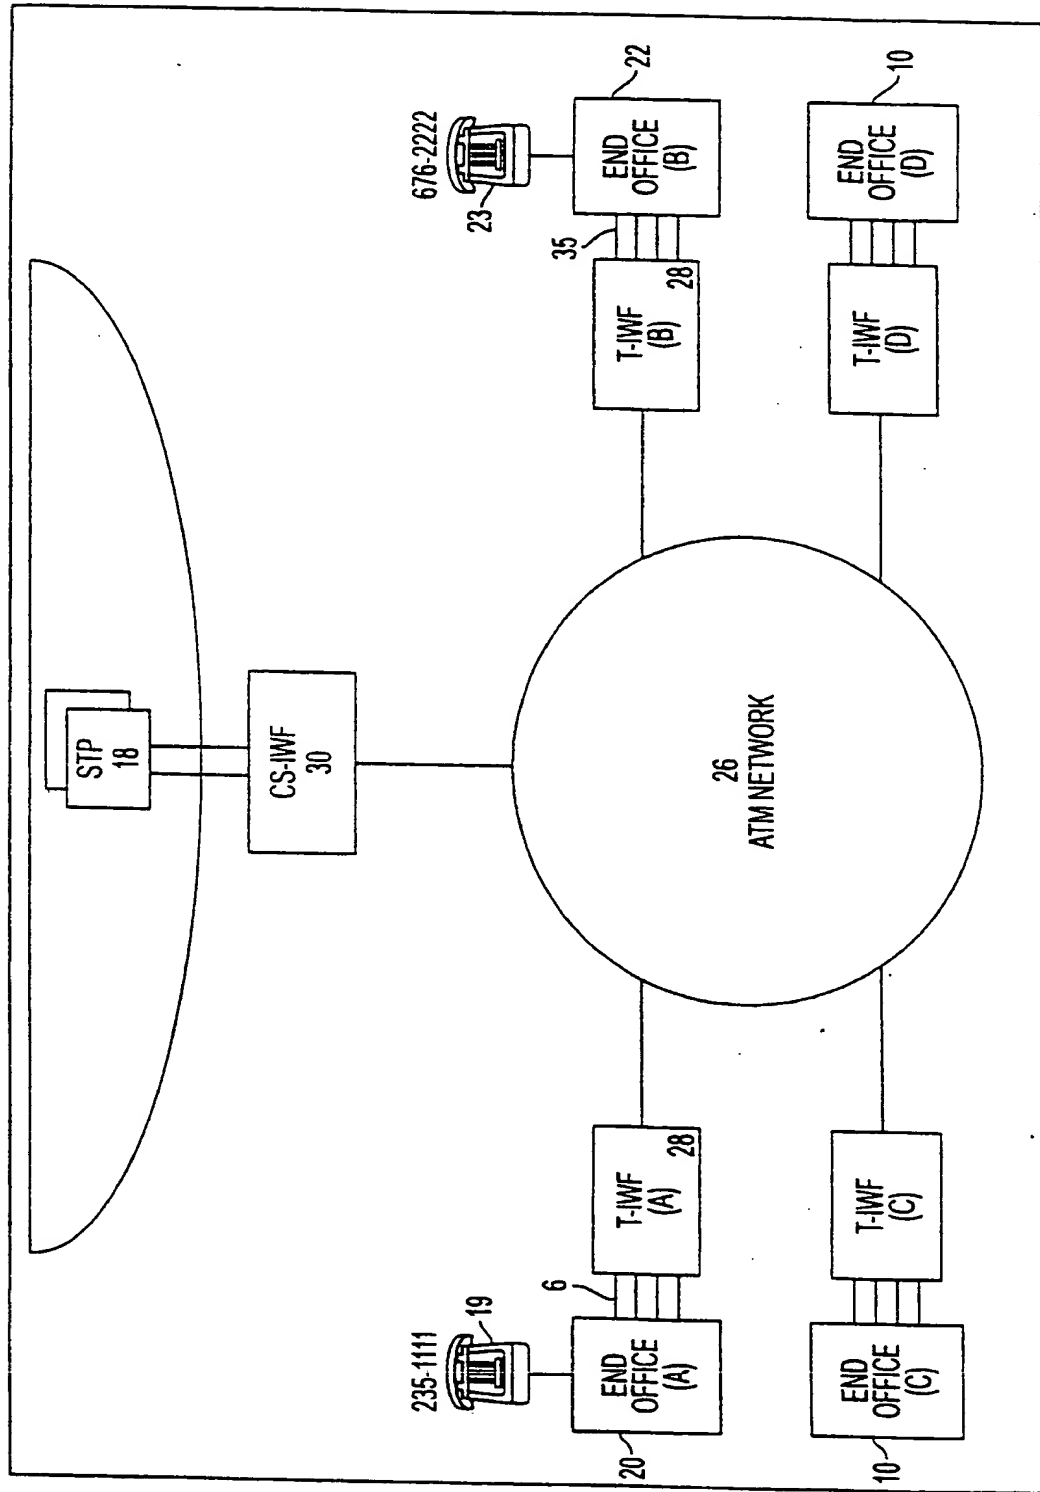 STP
18
CS-IWF
30
235-1111
19
676-2222
23
END
OFFICE
(A)
20
6
T-IWF
(A)
28
26
ATM NETWORK
T-IWF
(B)
28
35
END
OFFICE
(B)
22
END
OFFICE
(C)
10
T-IWF
(C)
T-IWF
(D)
END
OFFICE
(D)
10